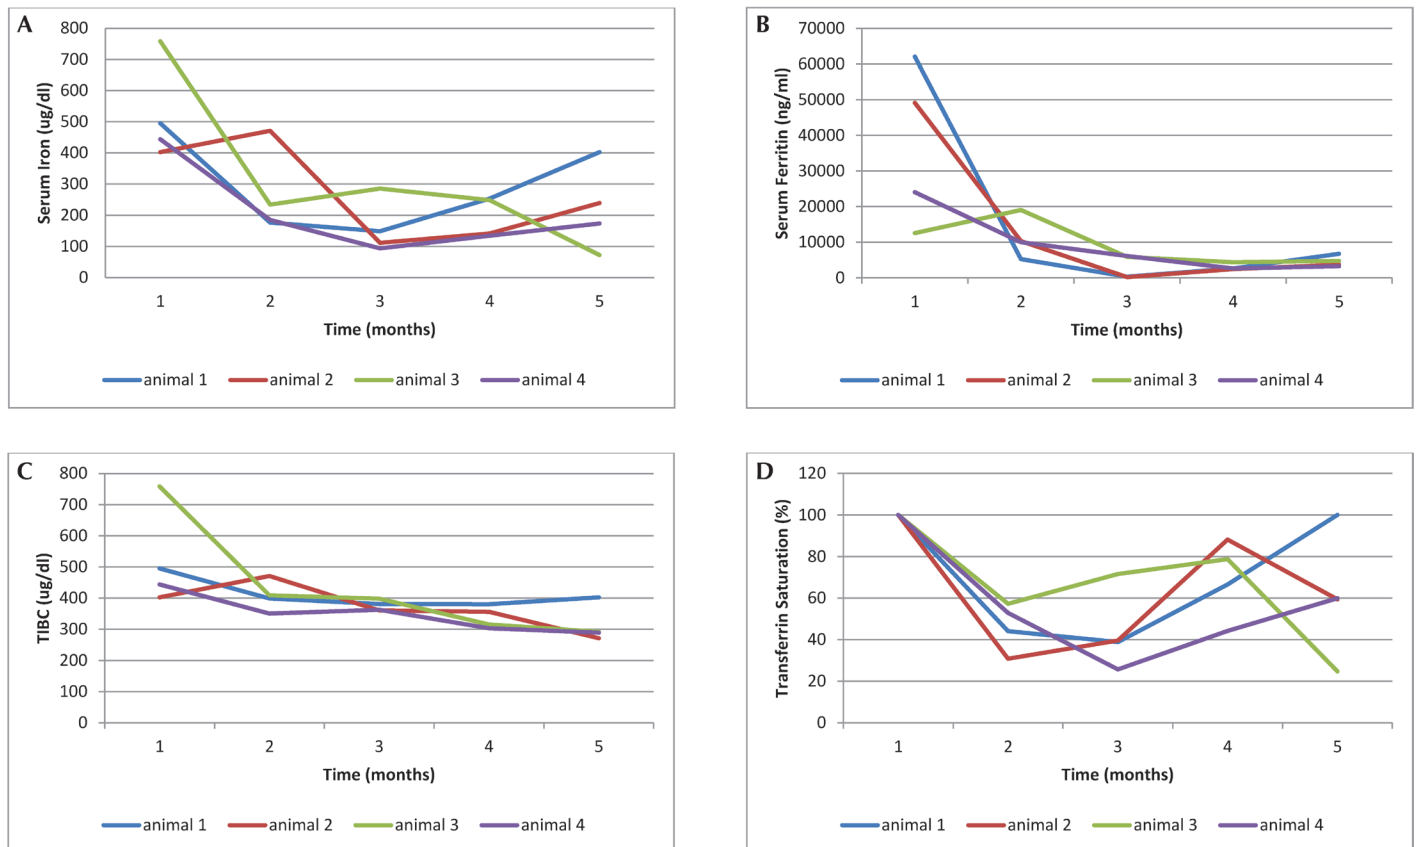 A
Serum Iron (ug/dl)
800
700
600
500
400
300
200
100
0
1 2 3 4 5
Time (months)
animal 1 animal 2 animal 3 animal 4
B
Serum Ferritin (ng/ml)
70000
60000
50000
40000
30000
20000
10000
0
1 2 3 4 5
Time (months)
animal 1 animal 2 animal 3 animal 4
C
TIBC (ug/dl)
800
700
600
500
400
300
200
100
0
1 2 3 4 5
Time (months)
animal 1 animal 2 animal 3 animal 4
D
Transferrin Saturation (%)
120
100
80
60
40
20
0
1 2 3 4 5
Time (months)
animal 1 animal 2 animal 3 animal 4